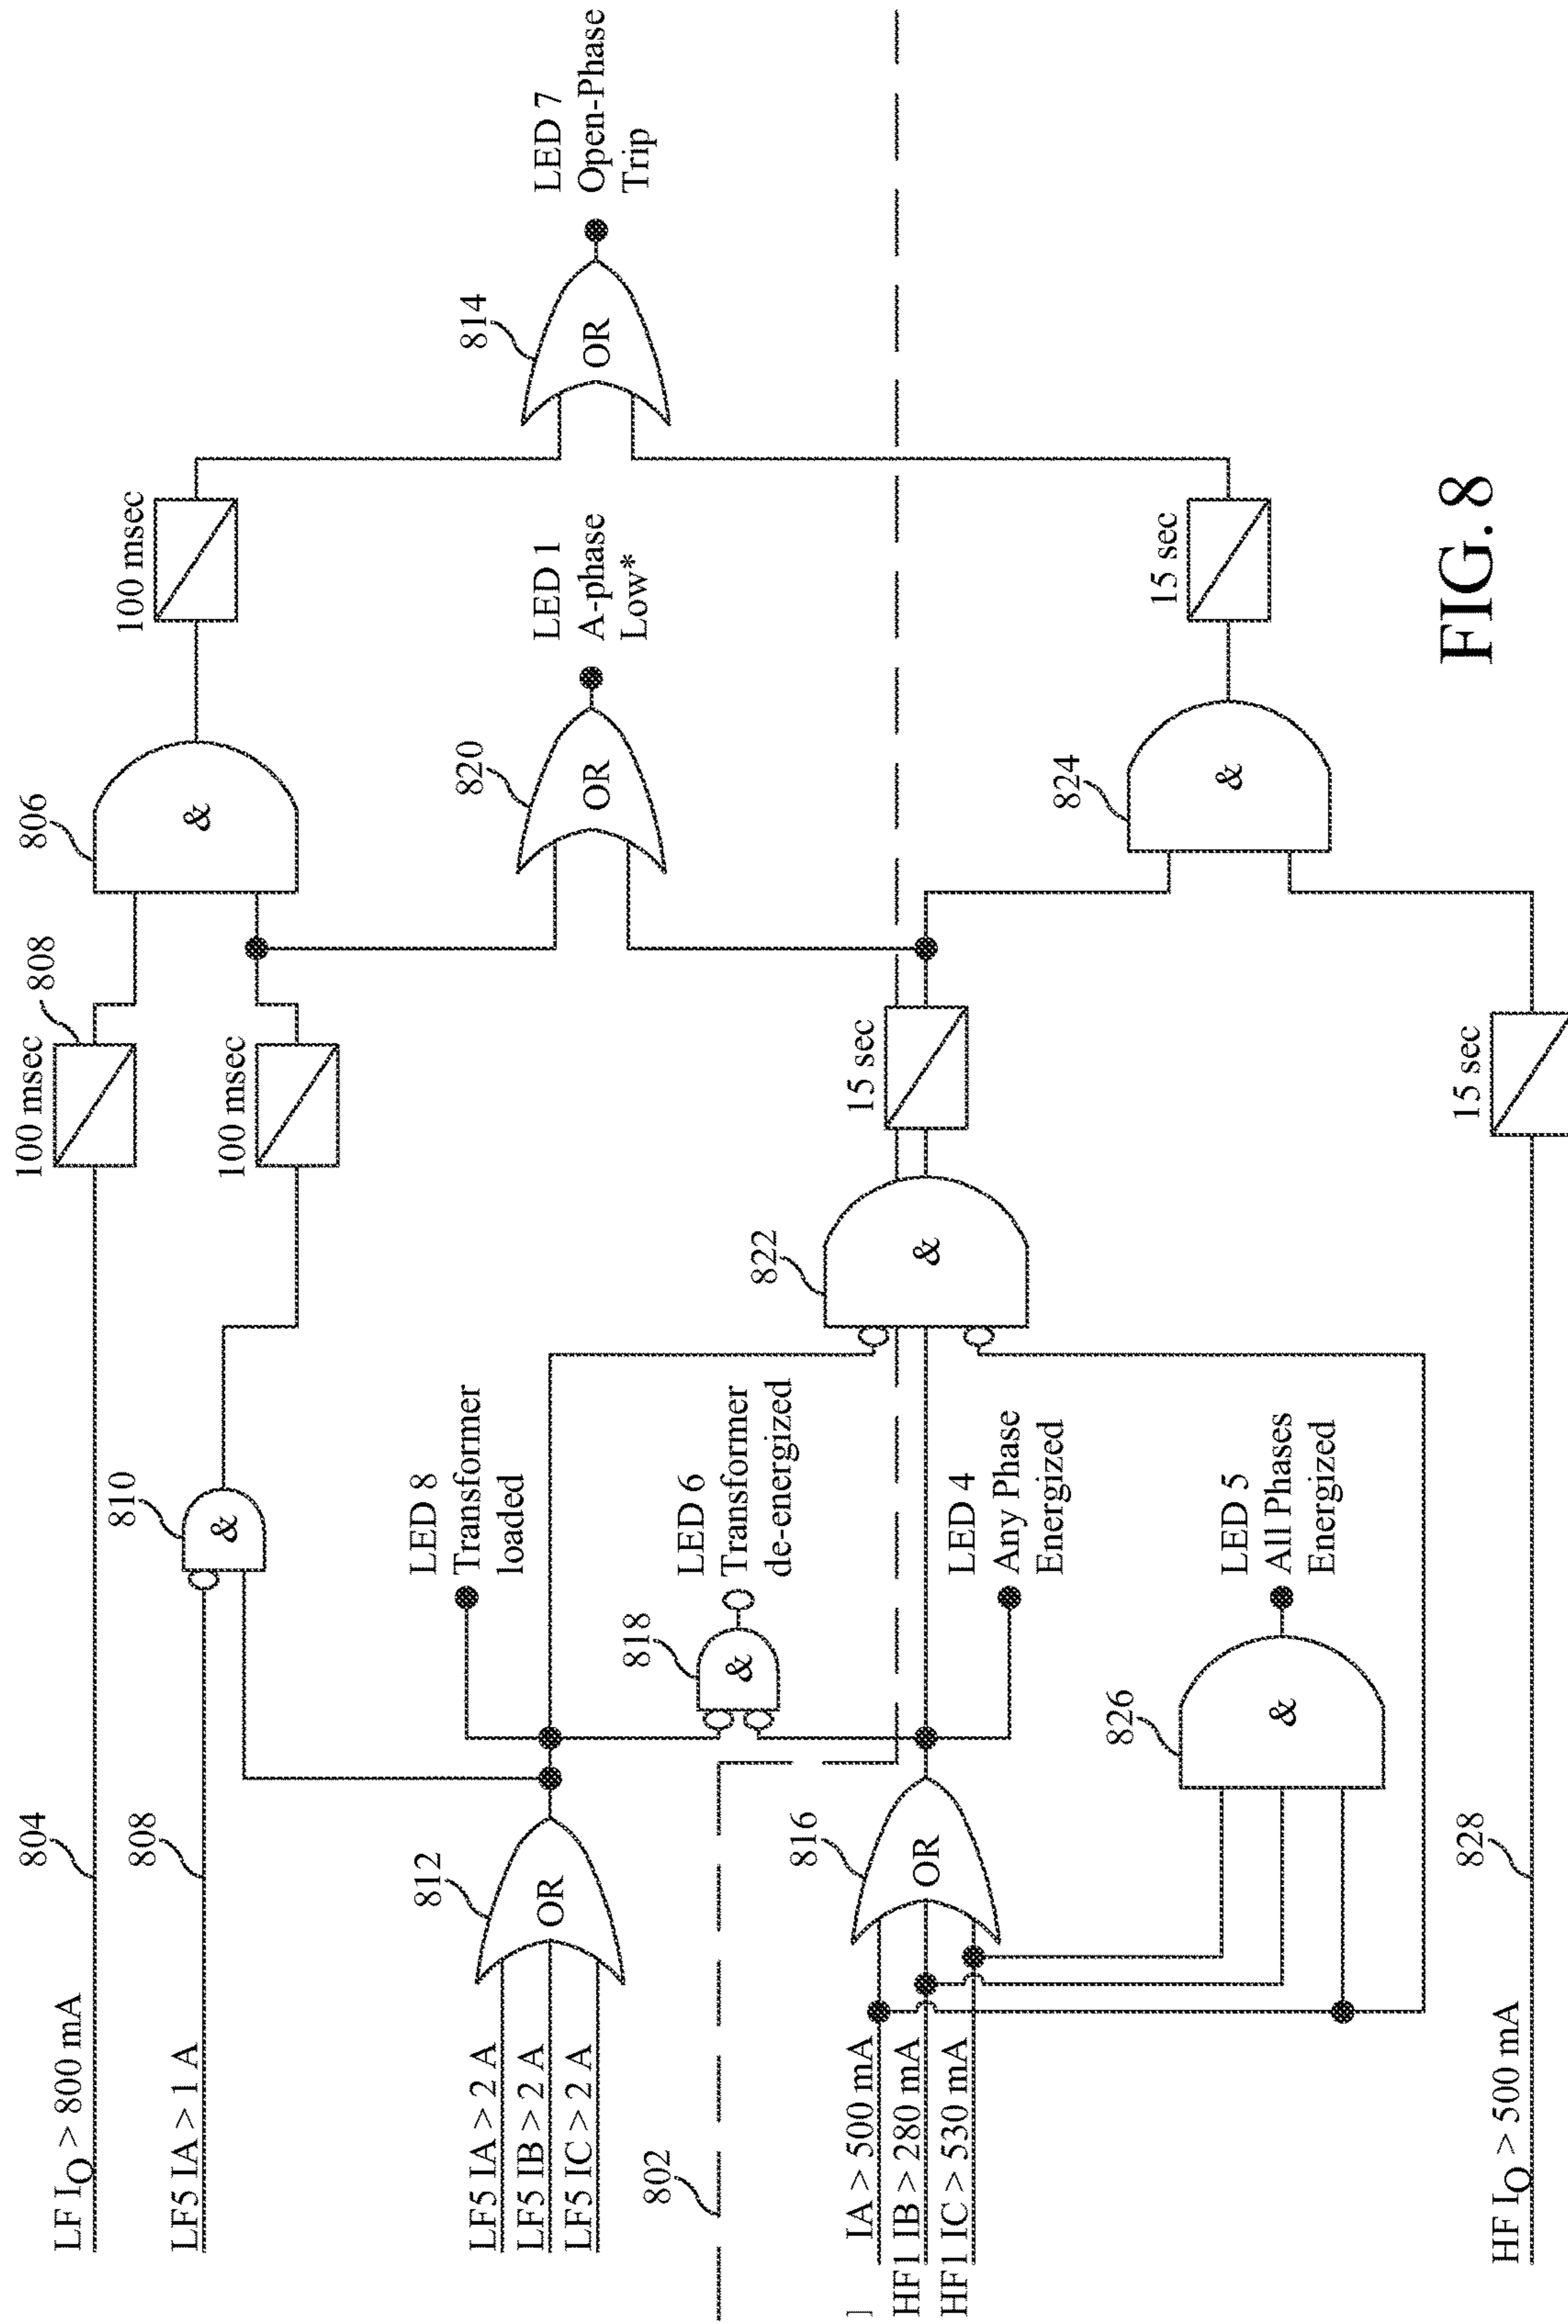 LF IO > 800 mA
804
100 msec
808
806
100 msec
LF5 IA > 1 A
808
810
&
100 msec
&
814
OR
LED 7
Open-Phase
Trip
LF5 IA > 2 A
LF5 IB > 2 A
LF5 IC > 2 A
812
OR
LED 8
Transformer
loaded
820
OR
LED 1
A-phase
Low*
802
818
&
LED 6
Transformer
de-energized
IA > 500 mA
HF1 IB > 280 mA
HF1 IC > 530 mA
816
OR
822
&
15 sec
LED 4
Any Phase
Energized
826
&
LED 5
All Phases
Energized
824
&
15 sec
HF IO > 500 mA
828
15 sec
FIG. 8